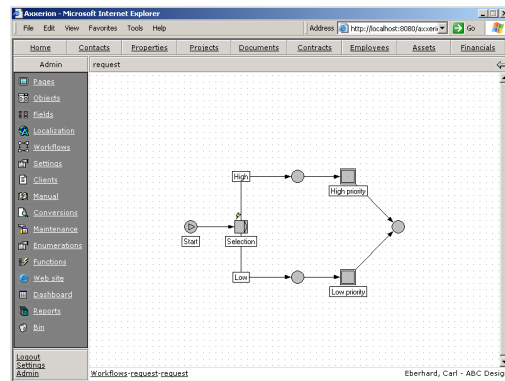 Axxerion - Microsoft Internet Explorer
File Edit View Favorites Tools Help
Address http://localhost:8080/axxerio Go
Home Contacts Properties Projects Documents Contracts Employees Assets Financials
Admin request
Pages
Objects
Fields
Localization
Workflows
Settings
Clients
Manual
Conversions
Maintenance
Enumerations
Functions
Web site
Dashboard
Reports
Bin
High
High priority
Start
Selection
Low
Low priority
Logout
Settings
Admin
Workflows-request-request Eberhard, Carl - ABC Desig